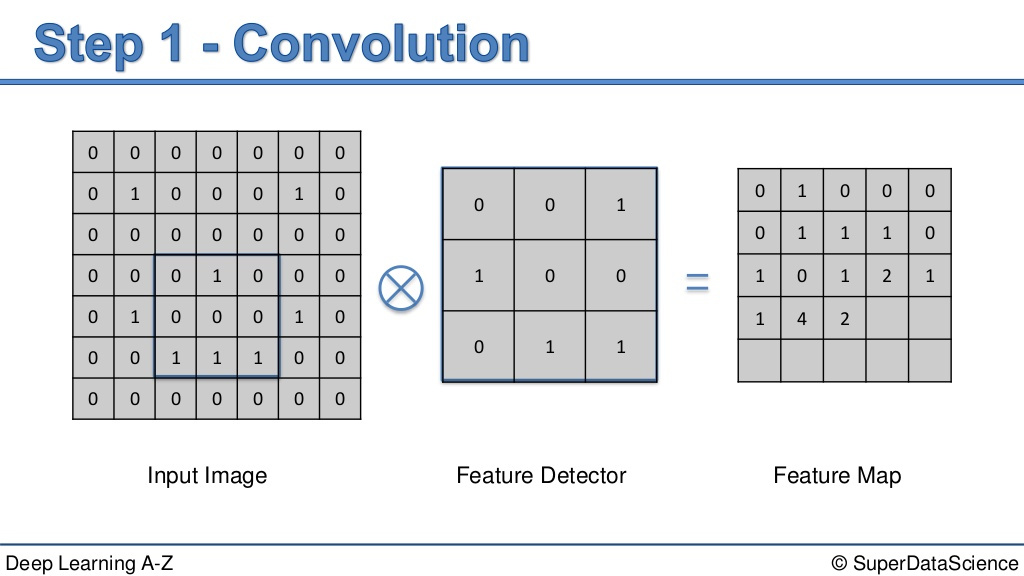 Step 1 - Convolution
0 0 0 0 0 0 0
0 1 0 0 0 1 0
0 0 0 0 0 0 0
0 0 0 1 0 0 0
0 1 0 0 0 1 0
0 0 1 1 1 0 0
0 0 0 0 0 0 0
0 0 1
1 0 0
0 1 1
=
0 1 0 0 0
0 1 1 1 0
1 0 1 2 1
1 4 2
Input Image
Feature Detector
Feature Map
Deep Learning A-Z
© SuperDataScience